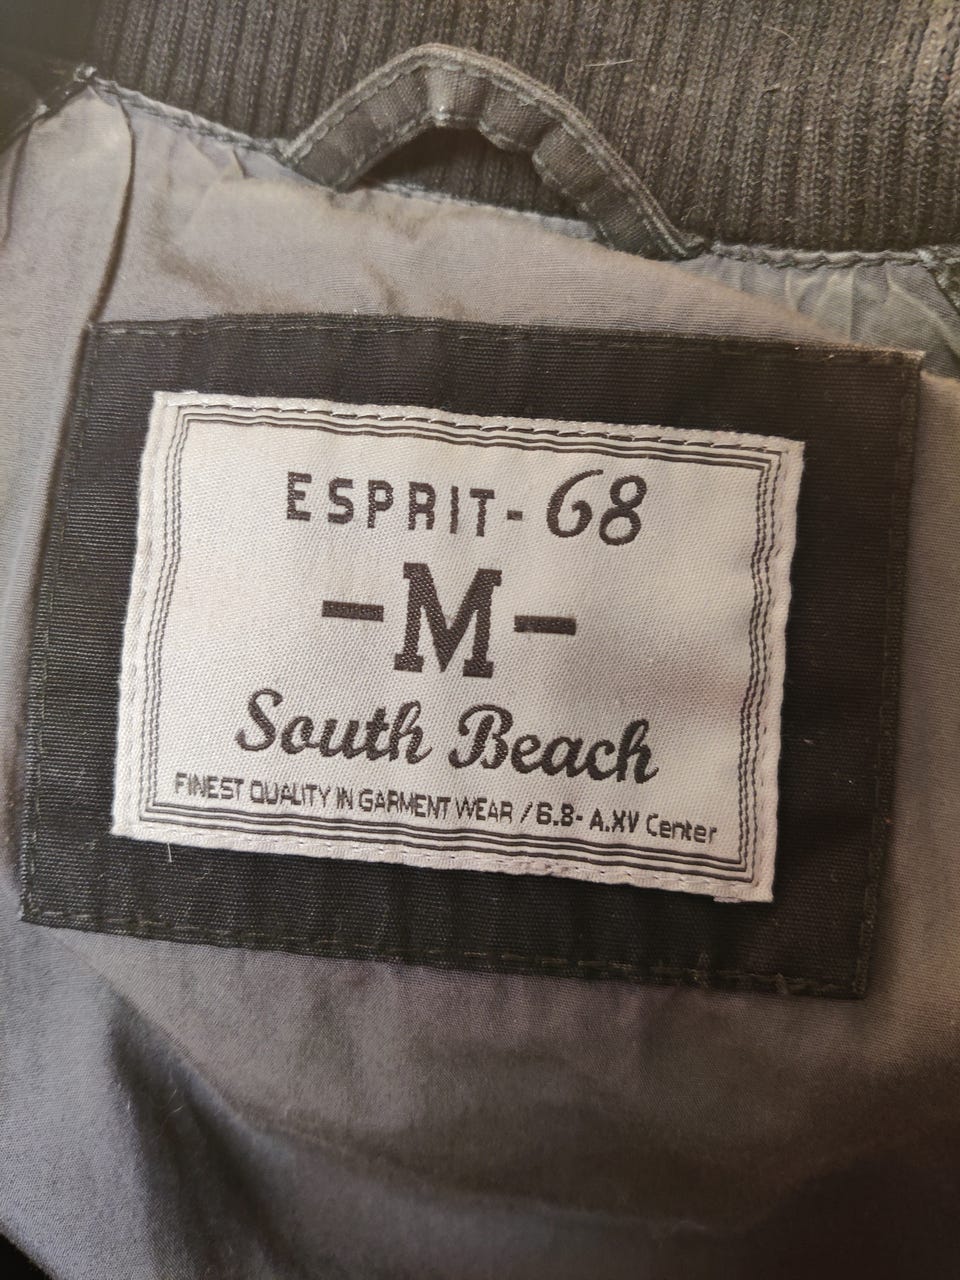 ESPRIT-68
-M-
South Beach
FINEST QUALITY IN GARMENT WEAR / 6.8- A.XV Center